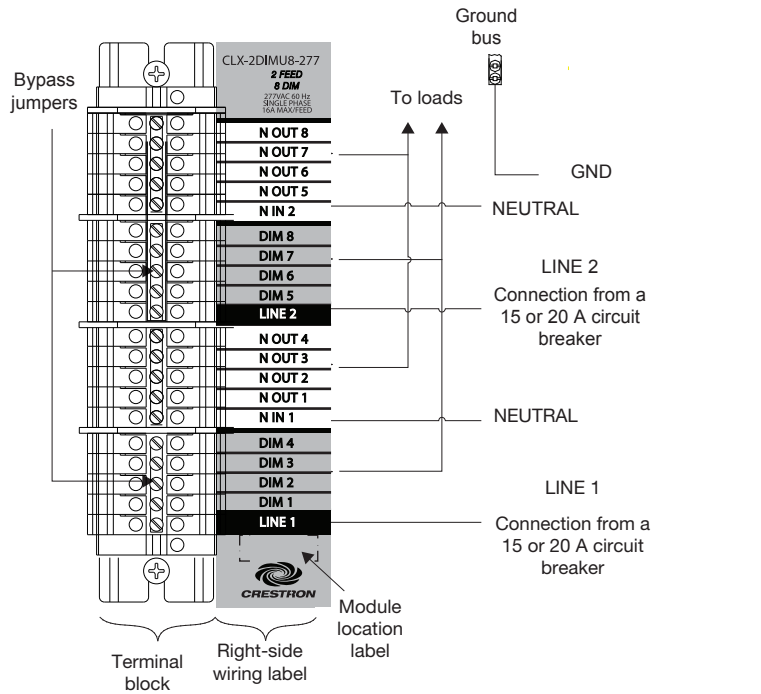 Ground
bus
Bypass
jumpers
CLX-2DIMU8-277
2 FEED
8 DIM
277VAC 60 Hz
SINGLE PHASE
16A MAX/FEED
To loads
N OUT 8
N OUT 7
N OUT 6
N OUT 5
N IN 2
GND
NEUTRAL
DIM 8
DIM 7
DIM 6
DIM 5
LINE 2
LINE 2
Connection from a
15 or 20 A circuit
breaker
N OUT 4
N OUT 3
N OUT 2
N OUT 1
N IN 1
NEUTRAL
DIM 4
DIM 3
DIM 2
DIM 1
LINE 1
LINE 1
Connection from a
15 or 20 A circuit
breaker
CRESTRON
Module
location
label
Terminal
block
Right-side
wiring label